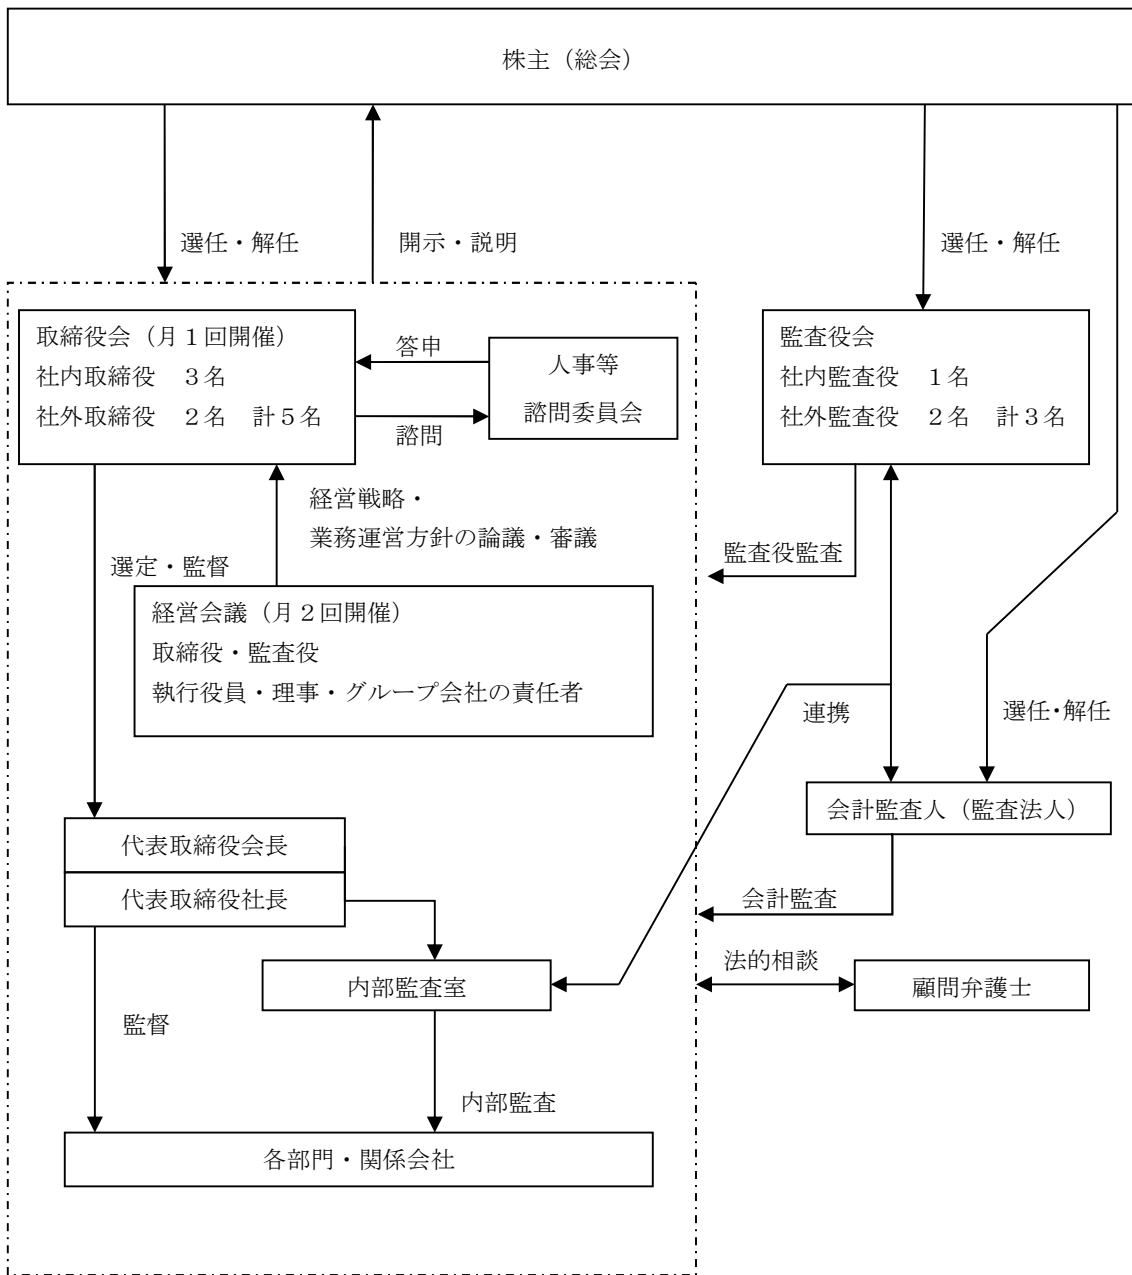 株主（総会）
選任・解任
開示・説明
選任・解任
取締役会（月１回開催）
社内取締役　３名
社外取締役　２名　計５名
答申
諮問
人事等
諮問委員会
監査役会
社内監査役　１名
社外監査役　２名　計３名
経営戦略・
業務運営方針の論議・審議
監査役監査
選定・監督
経営会議（月２回開催）
取締役・監査役
執行役員・理事・グループ会社の責任者
連携
選任・解任
会計監査人（監査法人）
代表取締役会長
代表取締役社長
会計監査
法的相談
内部監査室
顧問弁護士
監督
内部監査
各部門・関係会社